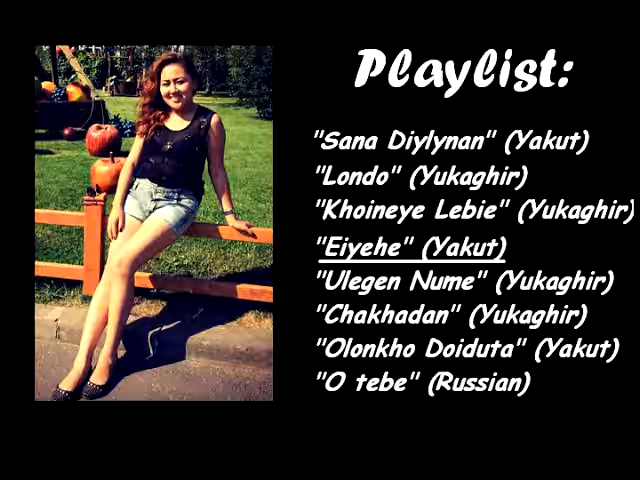 Playlist:
"Sana Diylynan" (Yakut)
"Londo" (Yukaghir)
"Khoineye Lebie" (Yukaghir)
"Eiyehe" (Yakut)
"Ulegen Nume" (Yukaghir)
"Chakhadan" (Yukaghir)
"Olonkho Doiduta" (Yakut)
"O tebe" (Russian)